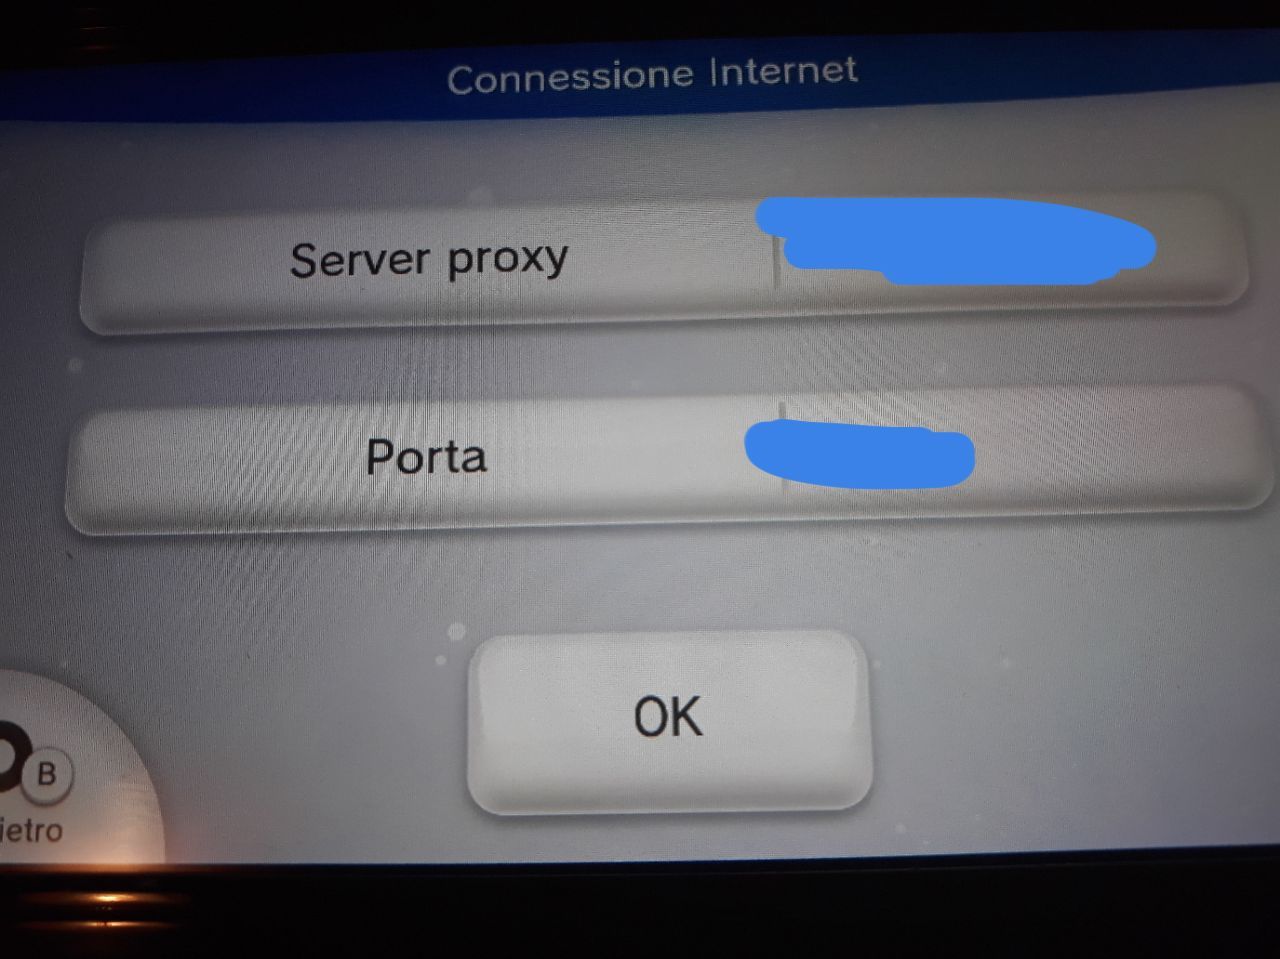 Connessione Internet
Server proxy
Porta
OK
B
ietro